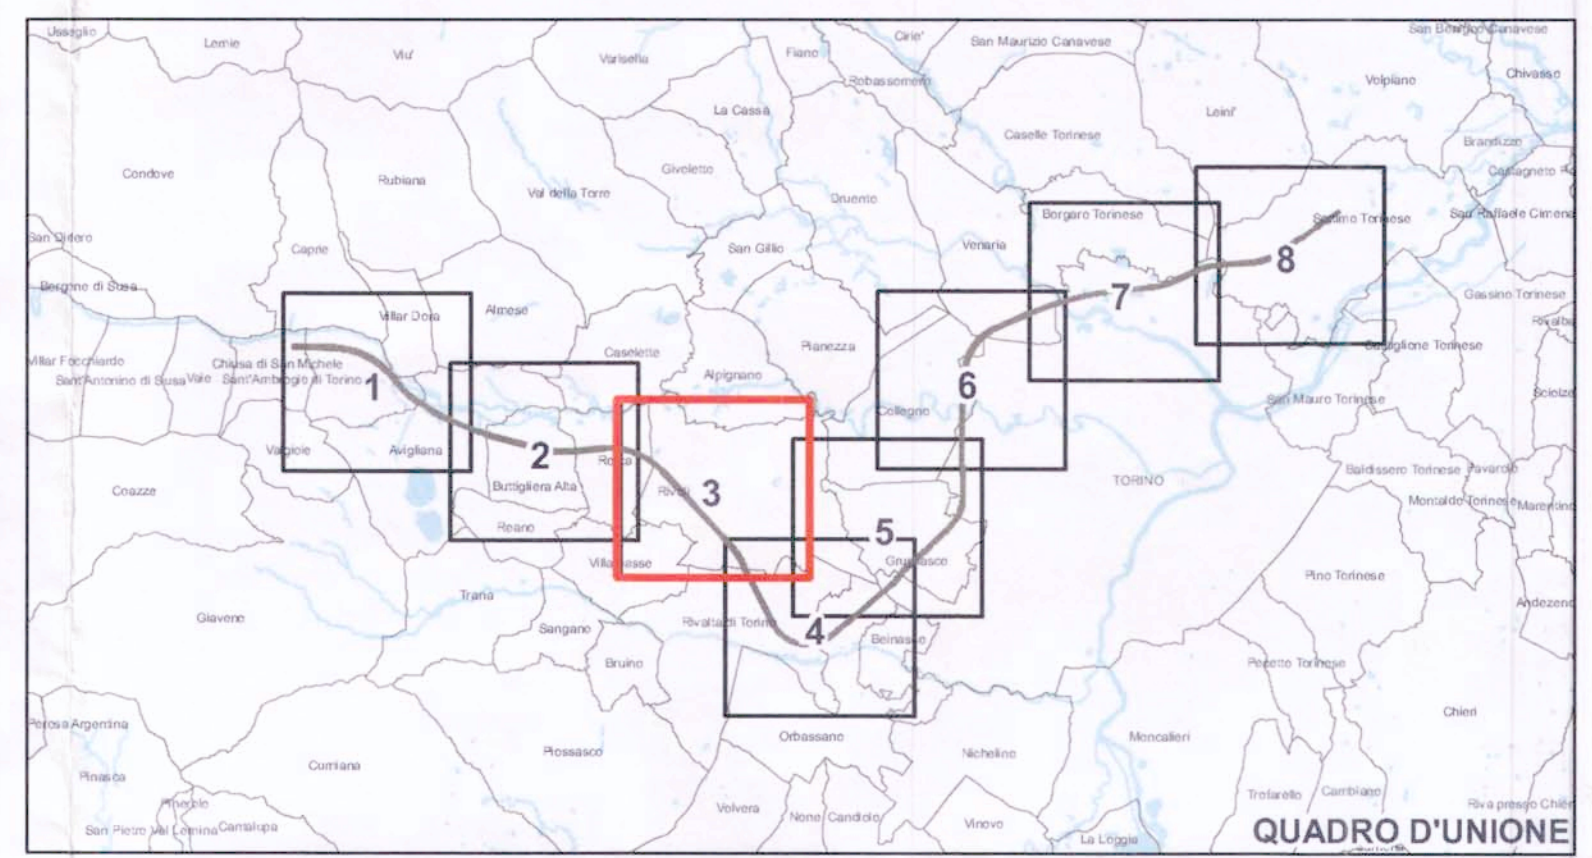 Usseglio
Lemie
Viu'
Varisella
Fiano
Cirie'
San Maurizio Canavese
San Benigno Canavese
Robassomero
Volpiano
Chivasso
La Cassa
Leini'
Caselle Torinese
Brandizzo
Condove
Rubiana
Val della Torre
Givoletto
Druento
Castagneto P
Borgaro Torinese
Settimo Torinese
San Raffaele Cimena
San Didero
Caprie
San Gillio
Venaria
8
Borgone di Susa
7
Gassino Torinese
Villar Dora
Almese
Rivalba
Villar Focchiardo
Chiusa di San Michele
Caselette
Pianezza
Castiglione Torinese
Sant'Antonino di Susa
Vaie
Sant'Ambrogio di Torino
1
Alpignano
6
Sciolze
San Mauro Torinese
Collegno
Valgioie
Avigliana
2
Rosta
Baldissero Torinese
Pavarolo
Coazze
Buttigliera Alta
Rivoli
3
TORINO
Montaldo Torinese
Marentino
Reano
5
Villarbasse
Grugliasco
Pino Torinese
Trana
Andezeno
Giaveno
Sangano
Rivalta di Torino
4
Beinasco
Bruino
Pecetto Torinese
Perosa Argentina
Chieri
Orbassano
Moncalieri
Piossasco
Nichelino
Cumiana
Pinasca
Trofarello
Cambiano
Pinerolo
Volvera
None
Candiolo
Vinovo
Riva presso Chier
San Pietro Val Lemina
Cantalupa
La Loggia
QUADRO D'UNIONE